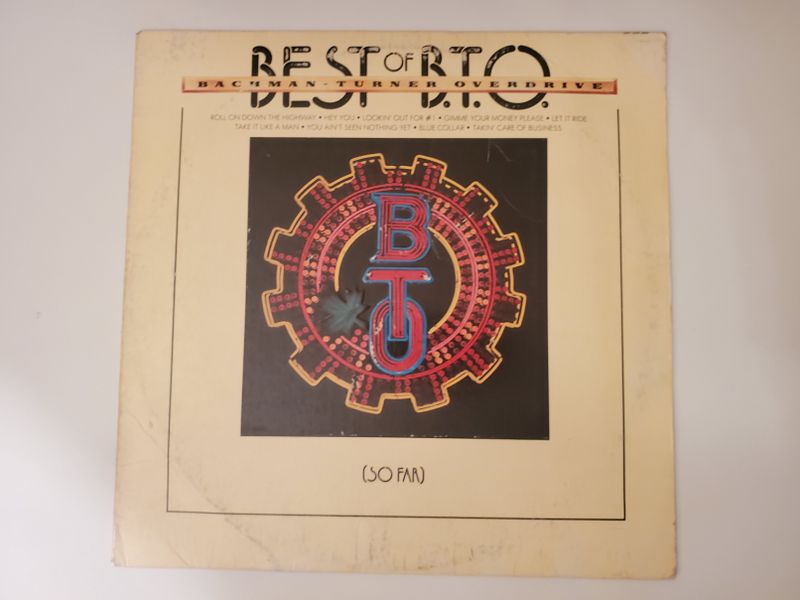 BEST OF B.T.O.
BACHMAN-TURNER OVERDRIVE
ROLL ON DOWN THE HIGHWAY • HEY YOU • LOOKIN' OUT FOR #1 • GIMME YOUR MONEY PLEASE • LET IT RIDE
TAKE IT LIKE A MAN • YOU AIN'T SEEN NOTHING YET • BLUE COLLAR • TAKIN' CARE OF BUSINESS
B
T
O
(SO FAR)